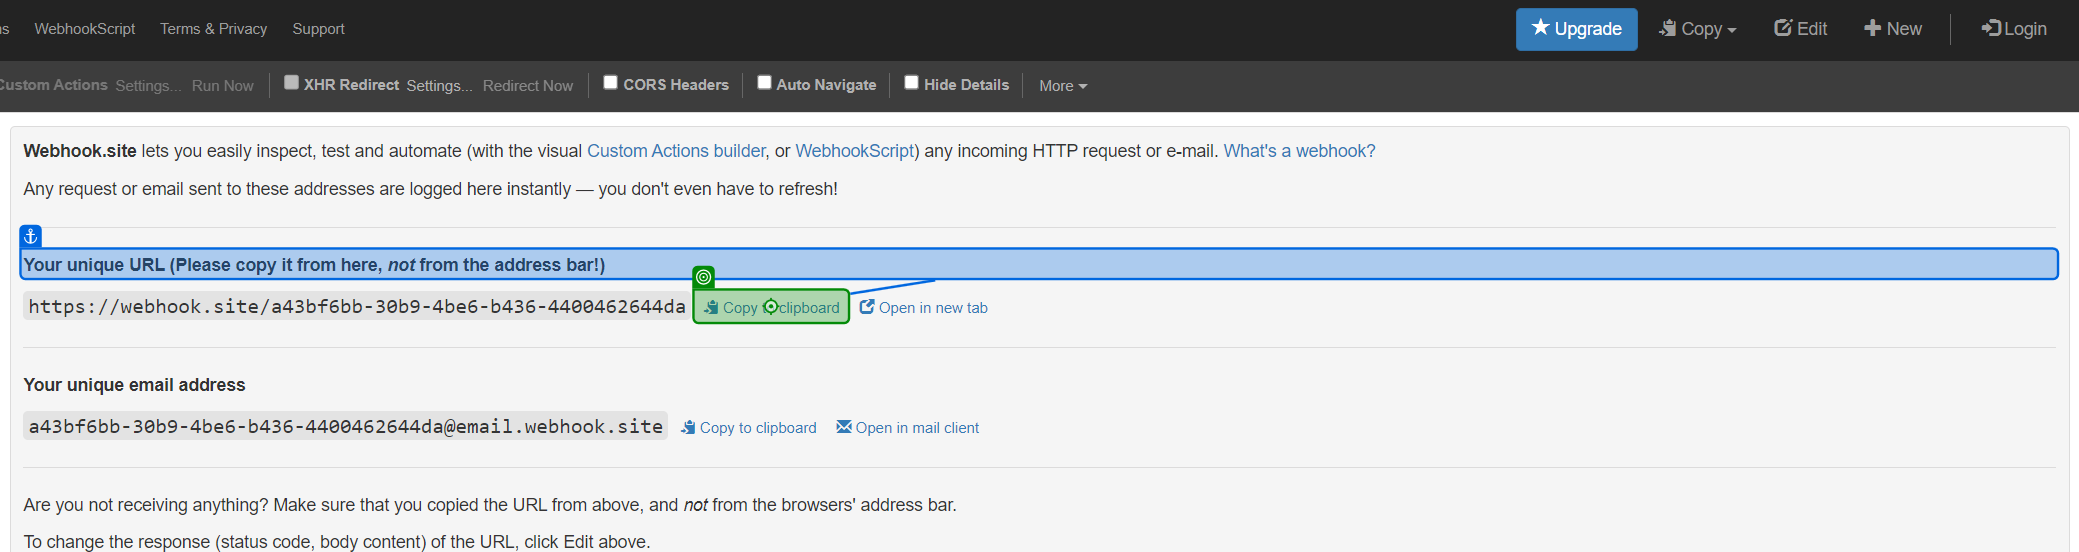 WebhookScript Terms & Privacy Support Upgrade Copy Edit New Login
Custom Actions Settings... Run Now XHR Redirect Settings... Redirect Now CORS Headers Auto Navigate Hide Details More
Webhook.site lets you easily inspect, test and automate (with the visual Custom Actions builder, or WebhookScript) any incoming HTTP request or e-mail. What's a webhook?
Any request or email sent to these addresses are logged here instantly — you don't even have to refresh!
Your unique URL (Please copy it from here, not from the address bar!)
https://webhook.site/a43bf6bb-30b9-4be6-b436-4400462644da Copy to clipboard Open in new tab
Your unique email address
a43bf6bb-30b9-4be6-b436-4400462644da@email.webhook.site Copy to clipboard Open in mail client
Are you not receiving anything? Make sure that you copied the URL from above, and not from the browsers' address bar.
To change the response (status code, body content) of the URL, click Edit above.